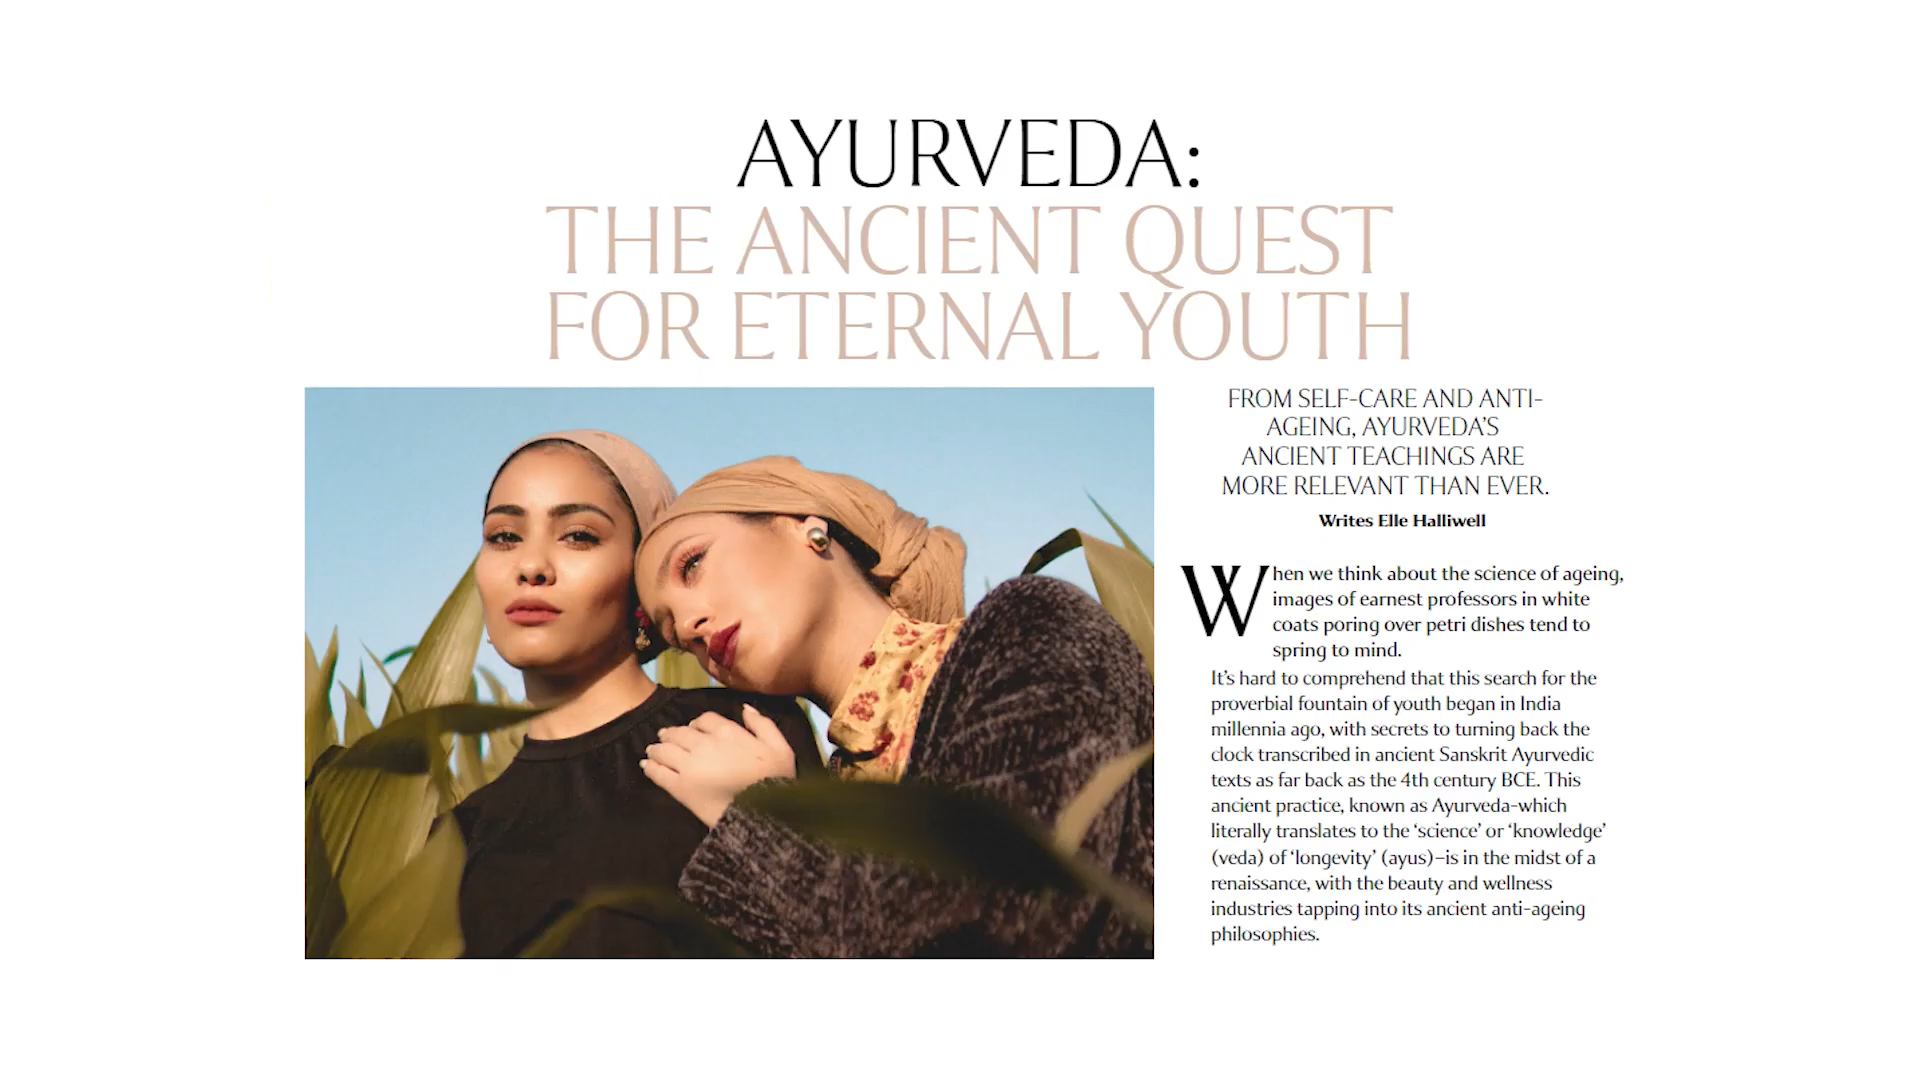 AYURVEDA:
THE ANCIENT QUEST
FOR ETERNAL YOUTH
FROM SELF-CARE AND ANTI-
AGEING, AYURVEDA'S
ANCIENT TEACHINGS ARE
MORE RELEVANT THAN EVER.
Writes Elle Halliwell
When we think about the science of ageing,
images of earnest professors in white
coats poring over petri dishes tend to
spring to mind.
It's hard to comprehend that this search for the
proverbial fountain of youth began in India
millennia ago, with secrets to turning back the
clock transcribed in ancient Sanskrit Ayurvedic
texts as far back as the 4th century BCE. This
ancient practice, known as Ayurveda-which
literally translates to the 'science' or 'knowledge'
(veda) of 'longevity' (ayus)–is in the midst of a
renaissance, with the beauty and wellness
industries tapping into its ancient anti-ageing
philosophies.